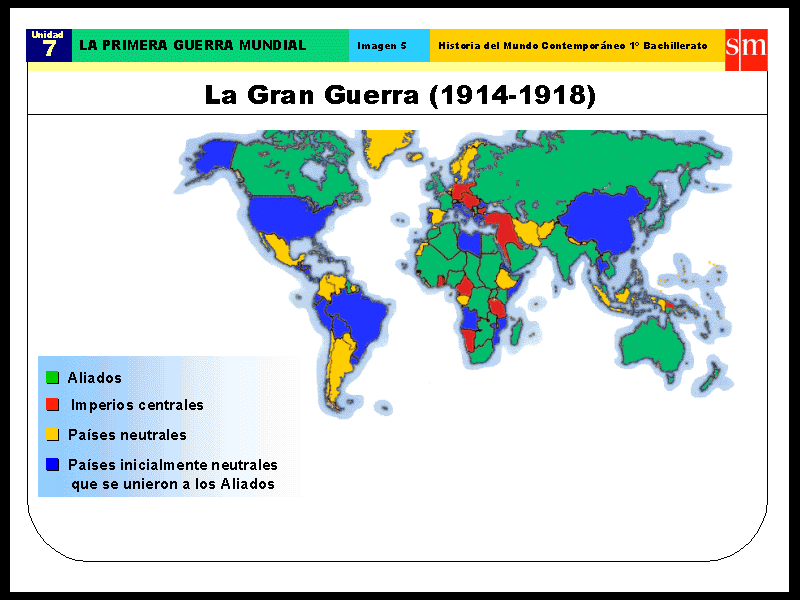 Unidad
7
LA PRIMERA GUERRA MUNDIAL
Imagen 5
Historia del Mundo Contemporáneo 1º Bachillerato
sm
La Gran Guerra (1914-1918)
Aliados
Imperios centrales
Países neutrales
Países inicialmente neutrales
que se unieron a los Aliados